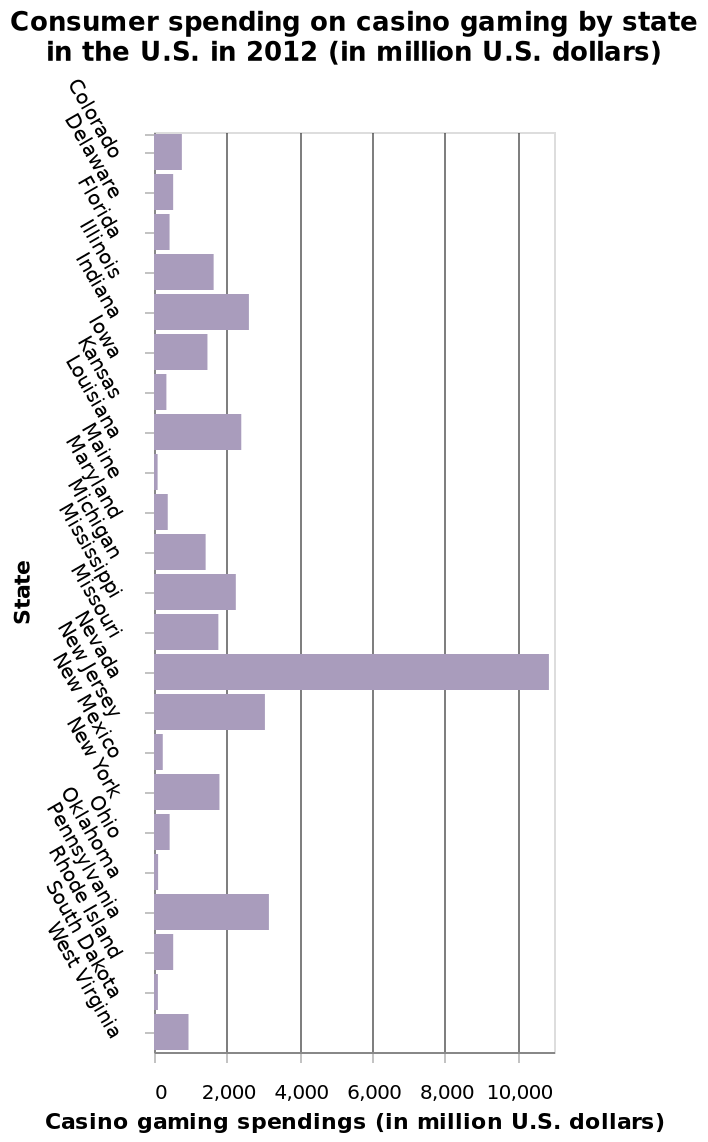 Consumer spending on casino gaming by state
in the U.S. in 2012 (in million U.S. dollars)
Colorado
Delaware
Florida
Illinois
Indiana
Iowa
Kansas
Louisiana
Maine
Maryland
Michigan
Mississippi
Missouri
Nevada
New Jersey
New Mexico
New York
Ohio
Oklahoma
Pennsylvania
Rhode Island
South Dakota
West Virginia
State
0 2,000 4,000 6,000 8,000 10,000
Casino gaming spendings (in million U.S. dollars)